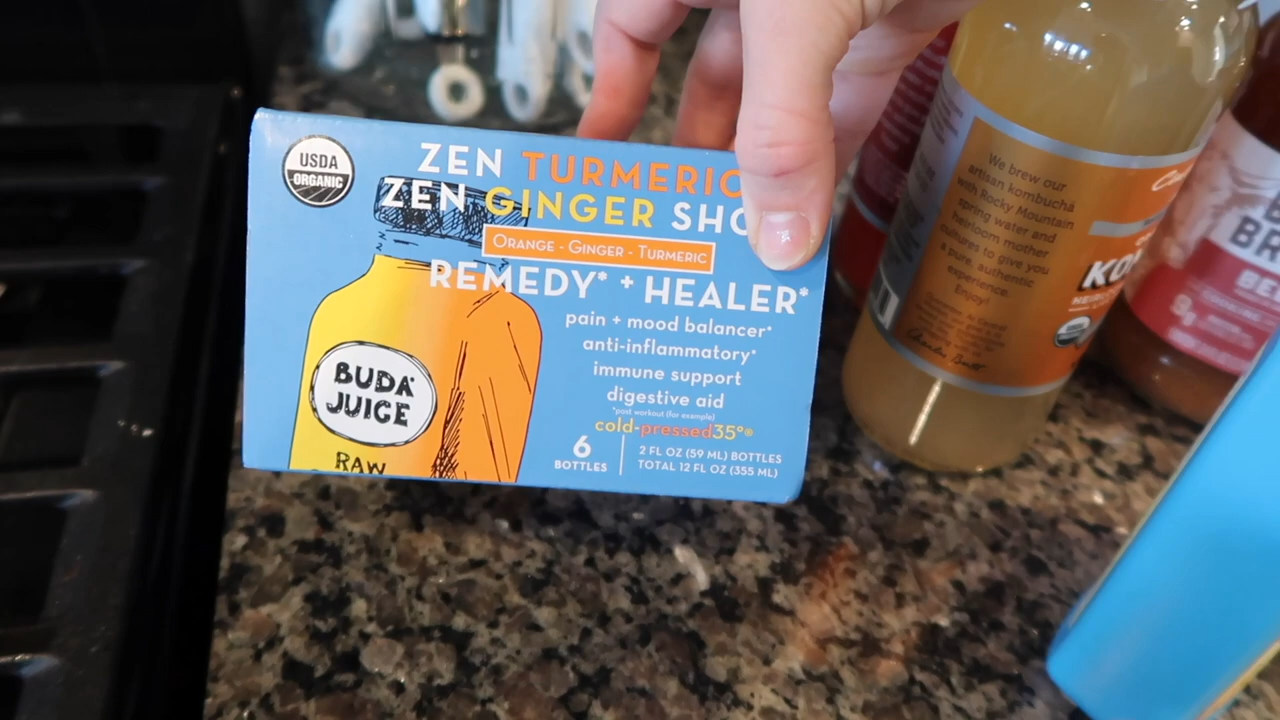 USDA
ORGANIC
ZEN TURMERIC
ZEN GINGER SHO
ORANGE - GINGER - TURMERIC
REMEDY* + HEALER*
pain + mood balancer*
anti-inflammatory*
immune support
digestive aid
*post workout (for example)
cold-pressed35°®
6
BOTTLES
2 FL OZ (59 ML) BOTTLES
TOTAL 12 FL OZ (355 ML)
BUDA
JUICE
RAW
We brew our
artisan kombucha
with Rocky Mountain
spring water and
heirloom mother
cultures to give you
a pure, authentic
experience.
Enjoy!
KO
BR
9g